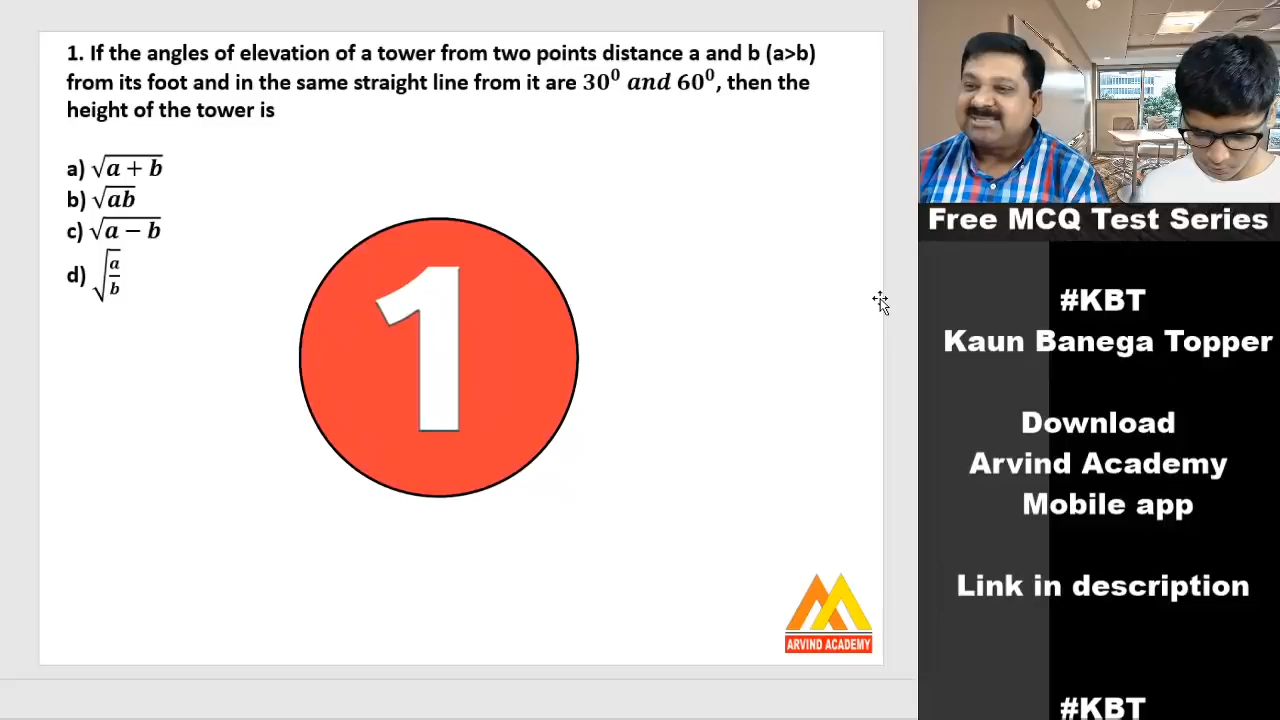 1. If the angles of elevation of a tower from two points distance a and b (a>b)
from its foot and in the same straight line from it are 30⁰ and 60⁰, then the
height of the tower is
a) √(a + b)
b) √(ab)
c) √(a − b)
d) √(a/b)
1
ARVIND ACADEMY
Free MCQ Test Series
#KBT
Kaun Banega Topper
Download
Arvind Academy
Mobile app
Link in description
#KBT